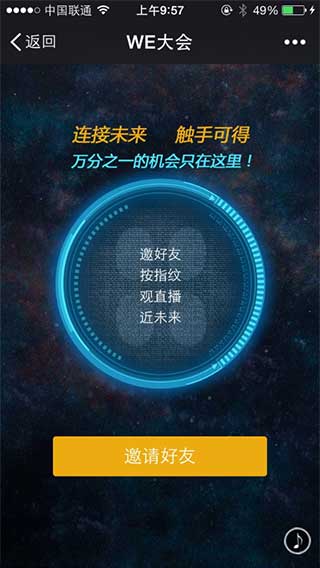 中国联通 上午9:57 49%
返回 WE大会
连接未来 触手可得
万分之一的机会只在这里！
邀好友
按指纹
观直播
近未来
邀请好友